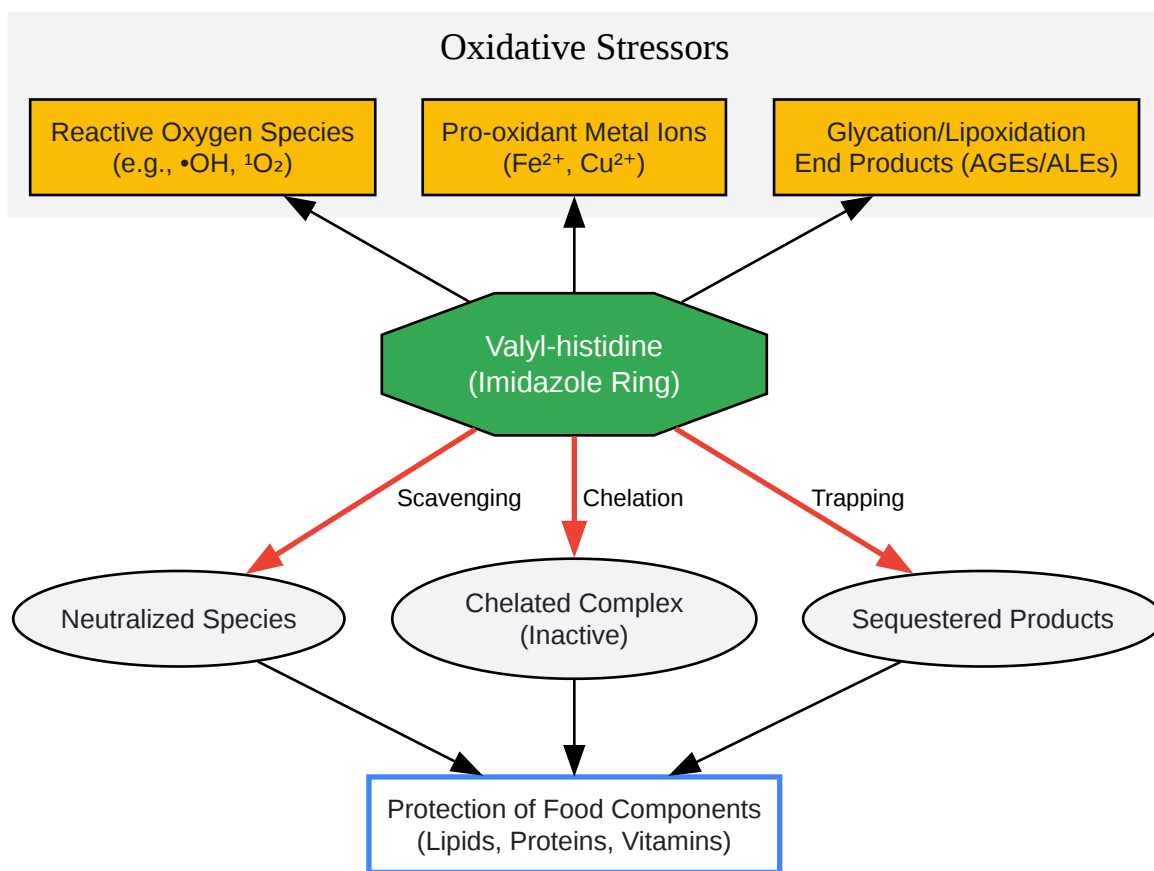 Oxidative Stressors
Reactive Oxygen Species
(e.g., •OH, ¹O₂)
Pro-oxidant Metal Ions
(Fe²⁺, Cu²⁺)
Glycation/Lipoxidation
End Products (AGEs/ALEs)
Valyl-histidine
(Imidazole Ring)
Scavenging
Chelation
Trapping
Neutralized Species
Chelated Complex
(Inactive)
Sequestered Products
Protection of Food Components
(Lipids, Proteins, Vitamins)